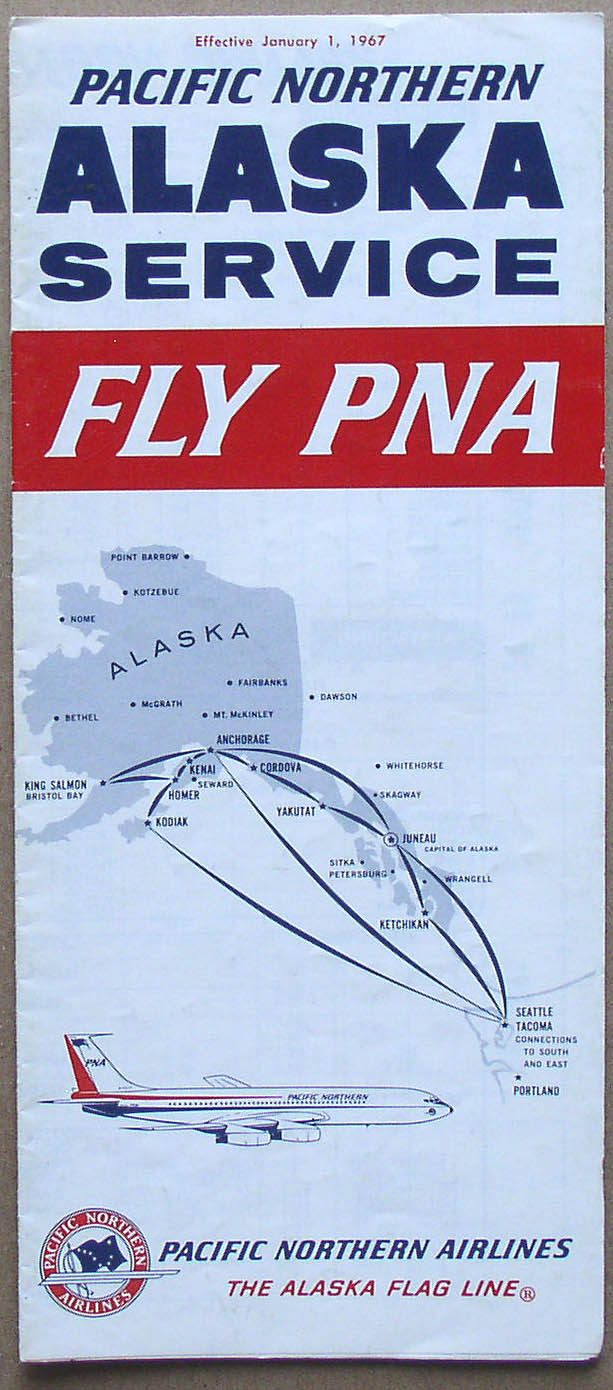 Effective January 1, 1967
PACIFIC NORTHERN
ALASKA
SERVICE
FLY PNA
POINT BARROW
KOTZEBUE
NOME
ALASKA
FAIRBANKS
DAWSON
McGRATH
MT. McKINLEY
BETHEL
ANCHORAGE
KENAI
CORDOVA
WHITEHORSE
KING SALMON
BRISTOL BAY
SEWARD
HOMER
SKAGWAY
YAKUTAT
KODIAK
JUNEAU
CAPITAL OF ALASKA
SITKA
PETERSBURG
WRANGELL
KETCHIKAN
SEATTLE
TACOMA
CONNECTIONS
TO SOUTH
AND EAST
PORTLAND
PNA
PACIFIC NORTHERN
PACIFIC NORTHERN
AIRLINES
PACIFIC NORTHERN AIRLINES
THE ALASKA FLAG LINE®